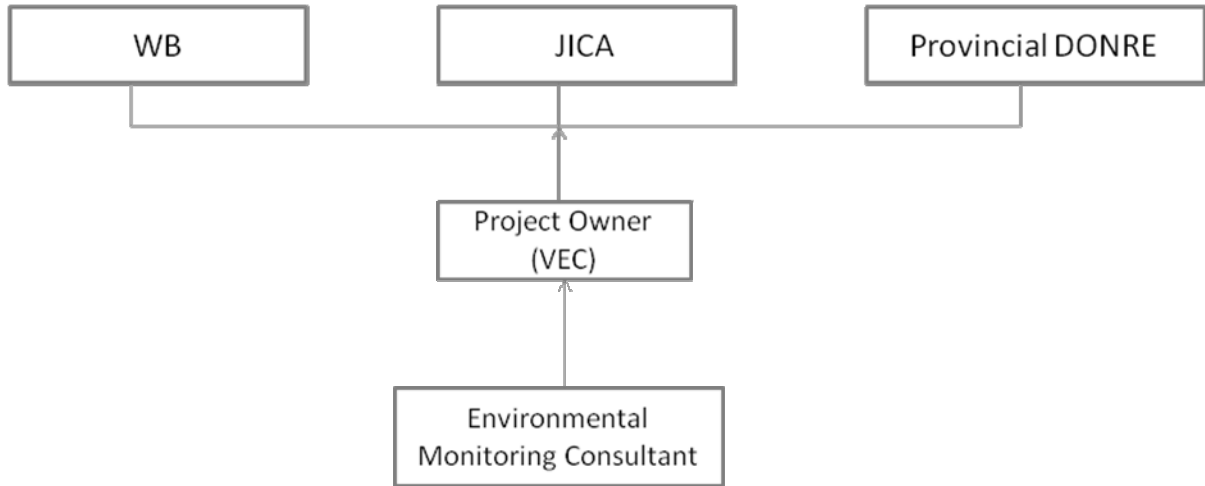 WB
JICA
Provincial DONRE
Project Owner
(VEC)
Environmental
Monitoring Consultant